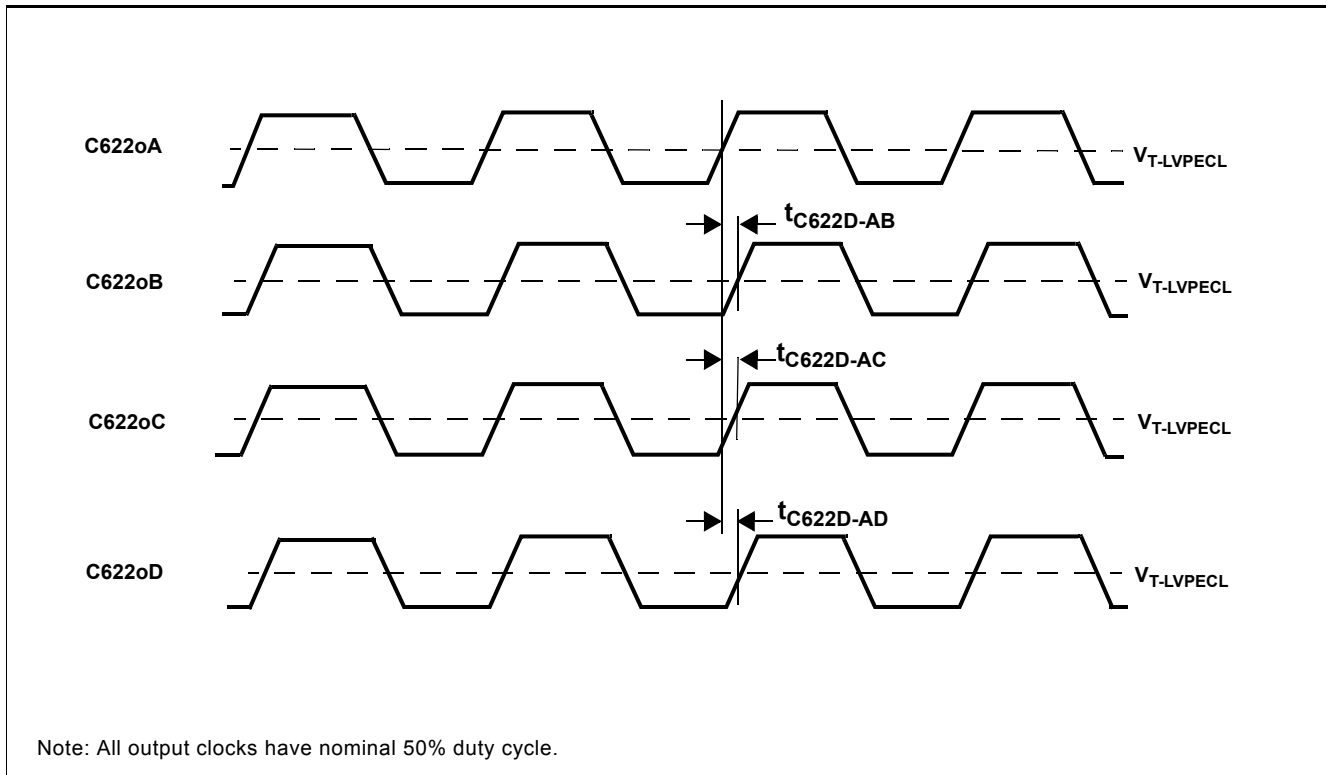 C622oA
VT-LVPECL
tC622D-AB
C622oB
VT-LVPECL
tC622D-AC
C622oC
VT-LVPECL
tC622D-AD
C622oD
VT-LVPECL
Note: All output clocks have nominal 50% duty cycle.